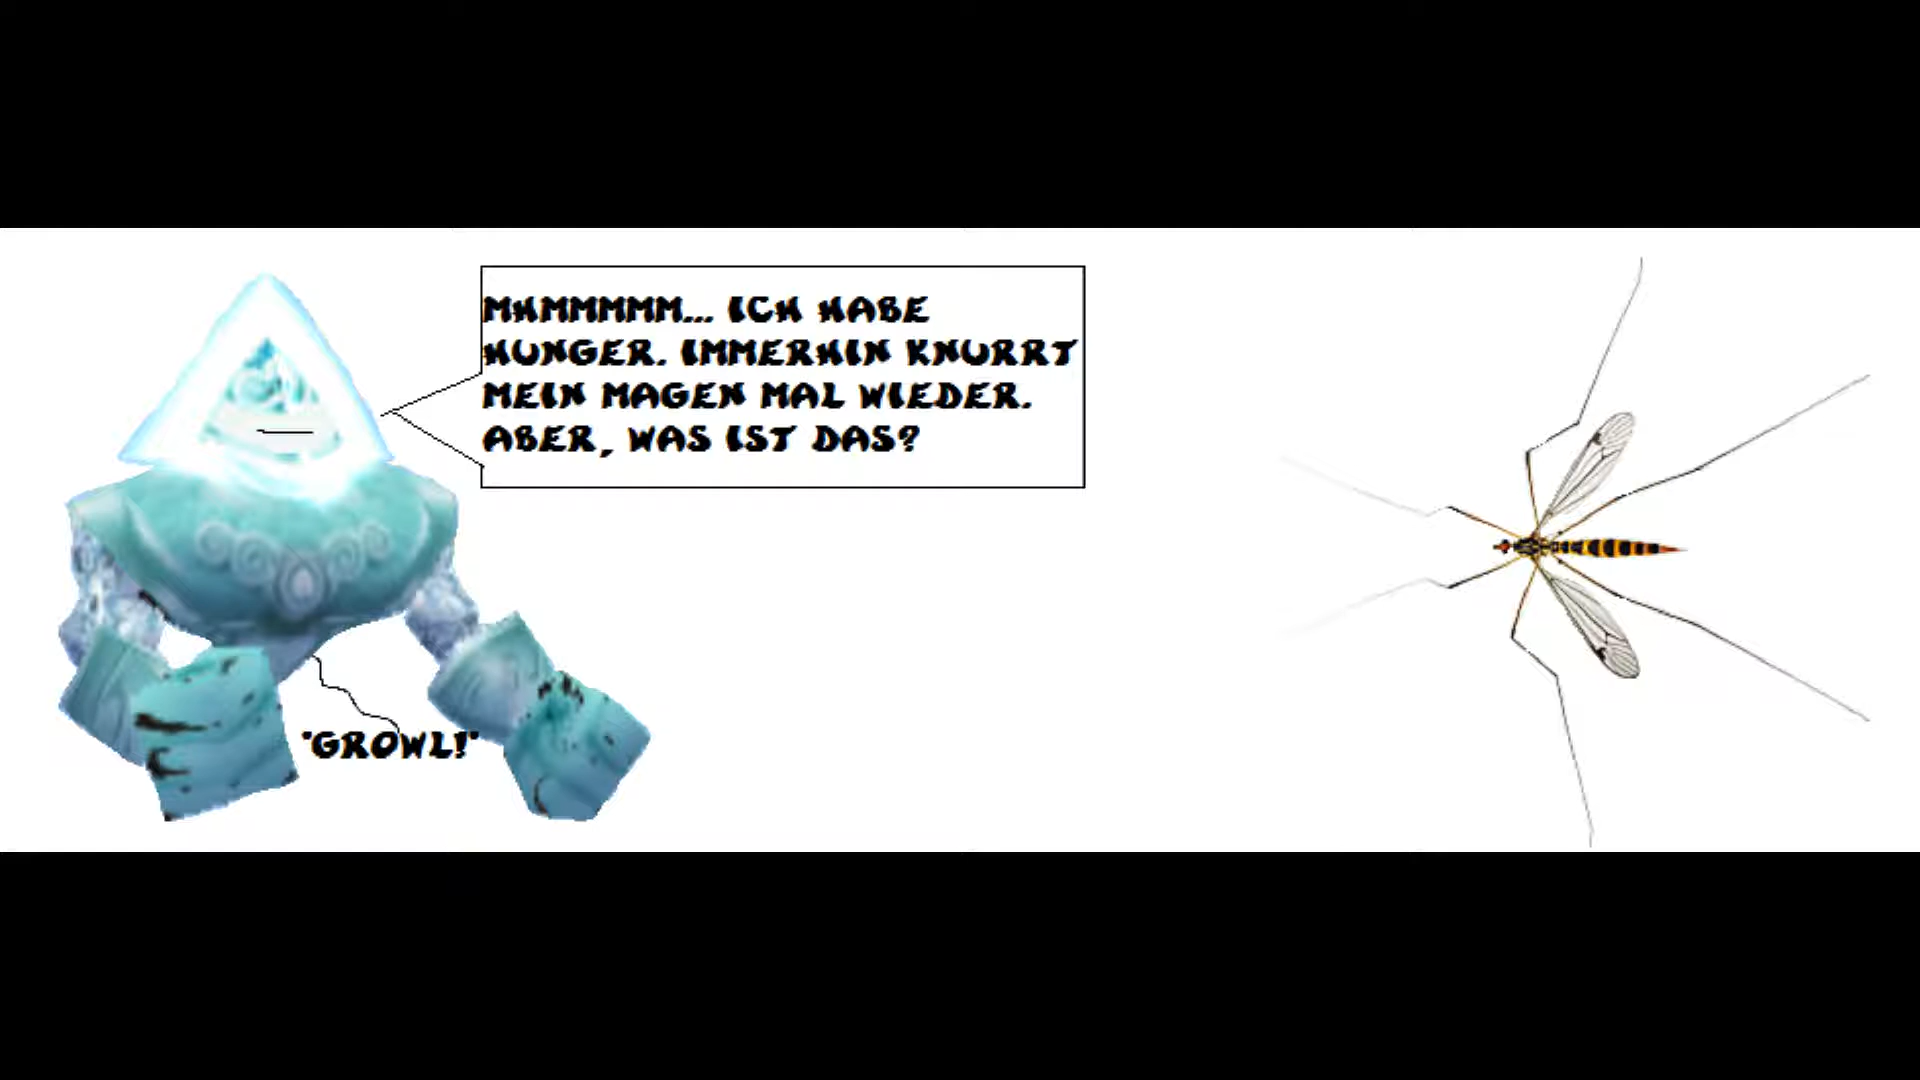 MHMMMMM... ICH HABE
HUNGER. IMMERHIN KNURRT
MEIN MAGEN MAL WIEDER.
ABER, WAS IST DAS?
"GROWL!"